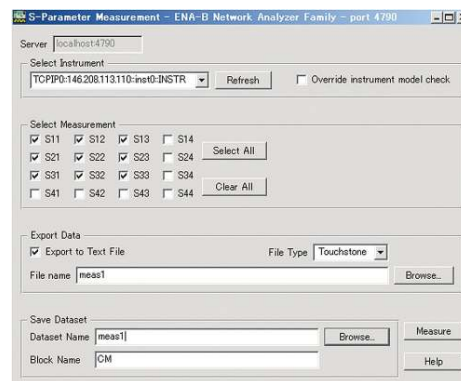 S-Parameter Measurement - ENA-B Network Analyzer Family - port 4790
Server localhost:4790
Select Instrument
TCPIP0::146.208.113.110::inst0::INSTR Refresh Override instrument model check
Select Measurement
S11 S12 S13 S14
S21 S22 S23 S24 Select All
S31 S32 S33 S34
S41 S42 S43 S44 Clear All
Export Data
Export to Text File File Type Touchstone
File name meas1 Browse...
Save Dataset
Dataset Name meas1 Browse... Measure
Block Name CM Help